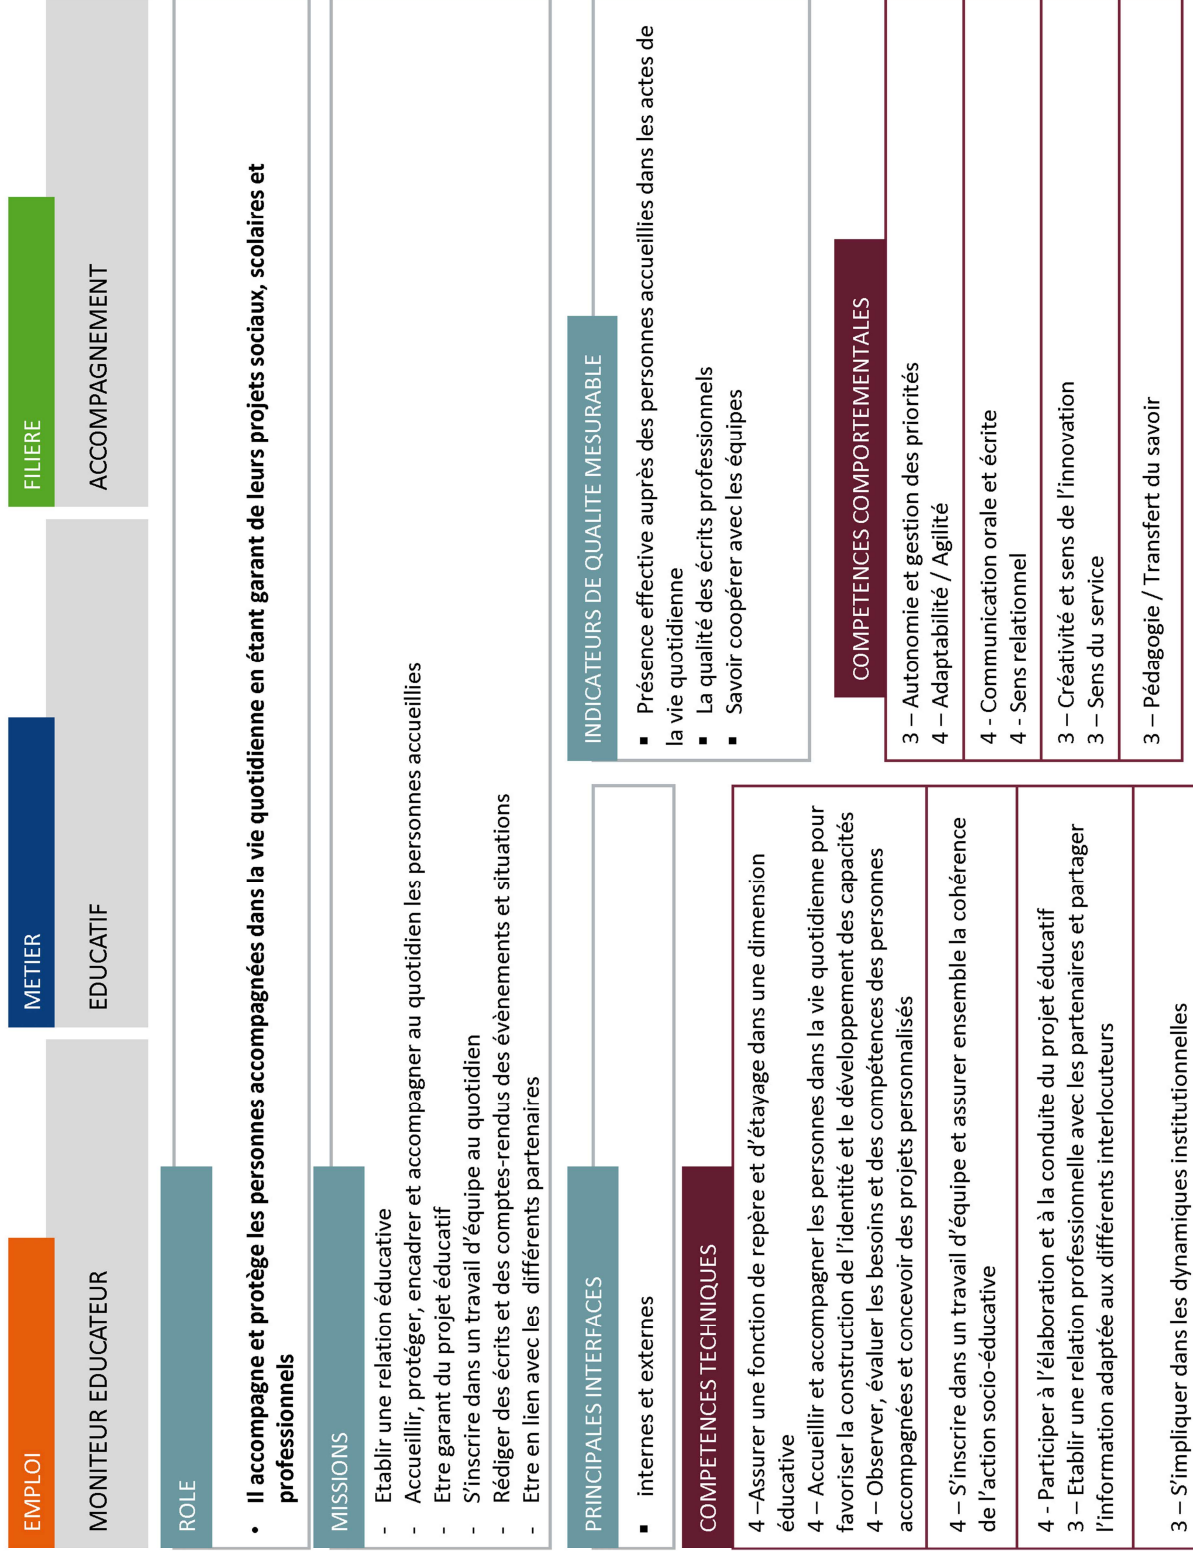 EMPLOI
MONITEUR EDUCATEUR
METIER
EDUCATIF
FILIERE
ACCOMPAGNEMENT
ROLE
• Il accompagne et protège les personnes accompagnées dans la vie quotidienne en étant garant de leurs projets sociaux, scolaires et
professionnels
MISSIONS
- Etablir une relation éducative
- Accueillir, protéger, encadrer et accompagner au quotidien les personnes accueillies
- Etre garant du projet éducatif
- S'inscrire dans un travail d'équipe au quotidien
- Rédiger des écrits et des comptes-rendus des évènements et situations
- Etre en lien avec les différents partenaires
PRINCIPALES INTERFACES
▪ internes et externes
INDICATEURS DE QUALITE MESURABLE
▪ Présence effective auprès des personnes accueillies dans les actes de
la vie quotidienne
▪ La qualité des écrits professionnels
▪ Savoir coopérer avec les équipes
COMPETENCES TECHNIQUES
4 –Assurer une fonction de repère et d'étayage dans une dimension
éducative
4 – Accueillir et accompagner les personnes dans la vie quotidienne pour
favoriser la construction de l'identité et le développement des capacités
4 – Observer, évaluer les besoins et des compétences des personnes
accompagnées et concevoir des projets personnalisés
4 – S'inscrire dans un travail d'équipe et assurer ensemble la cohérence
de l'action socio-éducative
4 - Participer à l'élaboration et à la conduite du projet éducatif
3 – Etablir une relation professionnelle avec les partenaires et partager
l'information adaptée aux différents interlocuteurs
3 – S'impliquer dans les dynamiques institutionnelles
COMPETENCES COMPORTEMENTALES
3 – Autonomie et gestion des priorités
4 – Adaptabilité / Agilité
4 - Communication orale et écrite
4 - Sens relationnel
3 – Créativité et sens de l'innovation
3 – Sens du service
3 – Pédagogie / Transfert du savoir